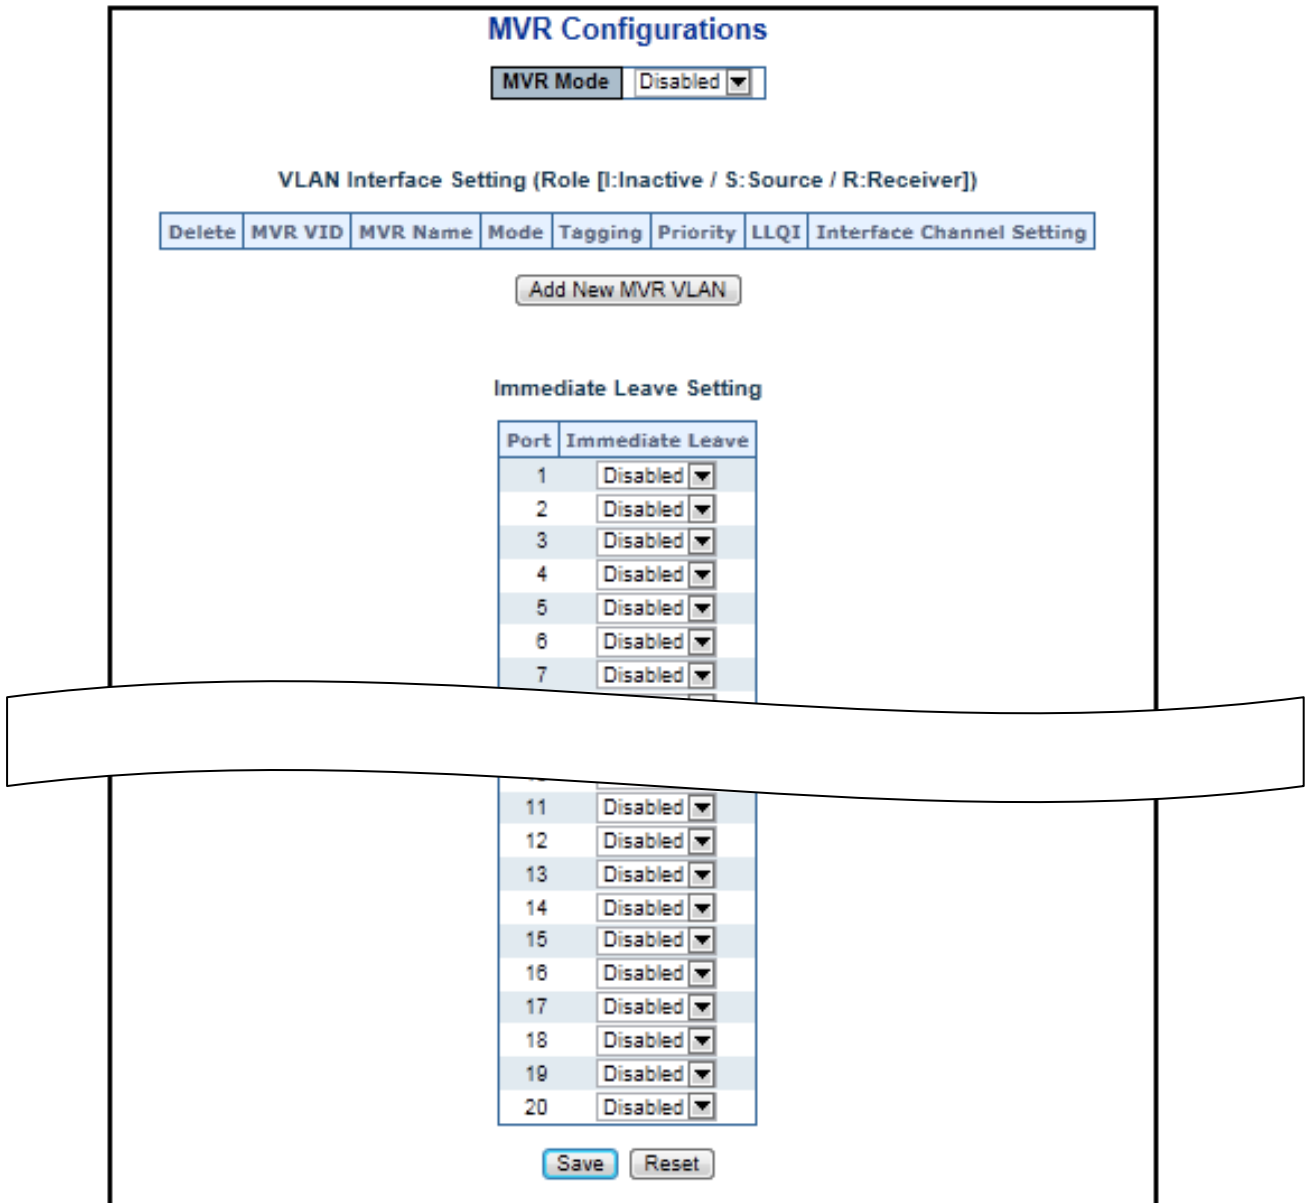 MVR Configurations
MVR Mode Disabled
VLAN Interface Setting (Role [I:Inactive / S:Source / R:Receiver])
Delete MVR VID MVR Name Mode Tagging Priority LLQI Interface Channel Setting
Add New MVR VLAN
Immediate Leave Setting
Port Immediate Leave
1 Disabled
2 Disabled
3 Disabled
4 Disabled
5 Disabled
6 Disabled
7 Disabled
11 Disabled
12 Disabled
13 Disabled
14 Disabled
15 Disabled
16 Disabled
17 Disabled
18 Disabled
19 Disabled
20 Disabled
Save Reset